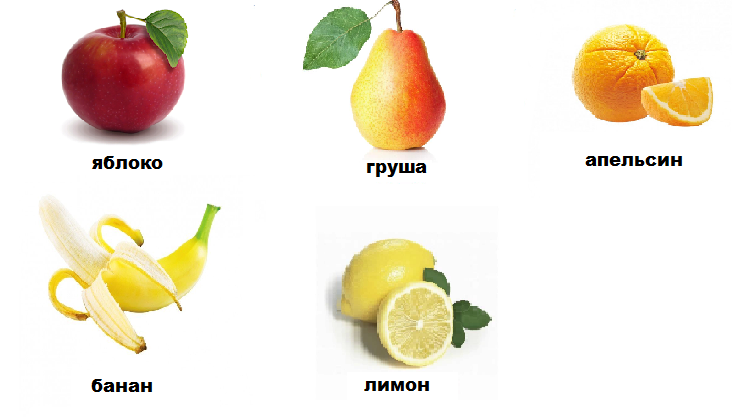 яблоко
груша
апельсин
банан
лимон